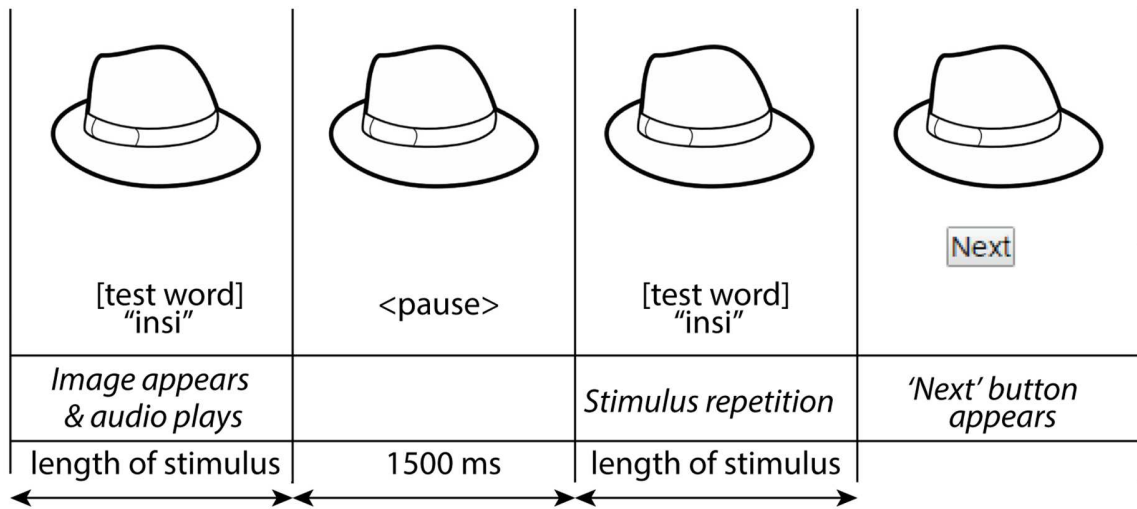 Next
[test word]
“insi”
<pause>
[test word]
“insi”
Image appears
& audio plays
Stimulus repetition
‘Next’ button
appears
length of stimulus
1500 ms
length of stimulus